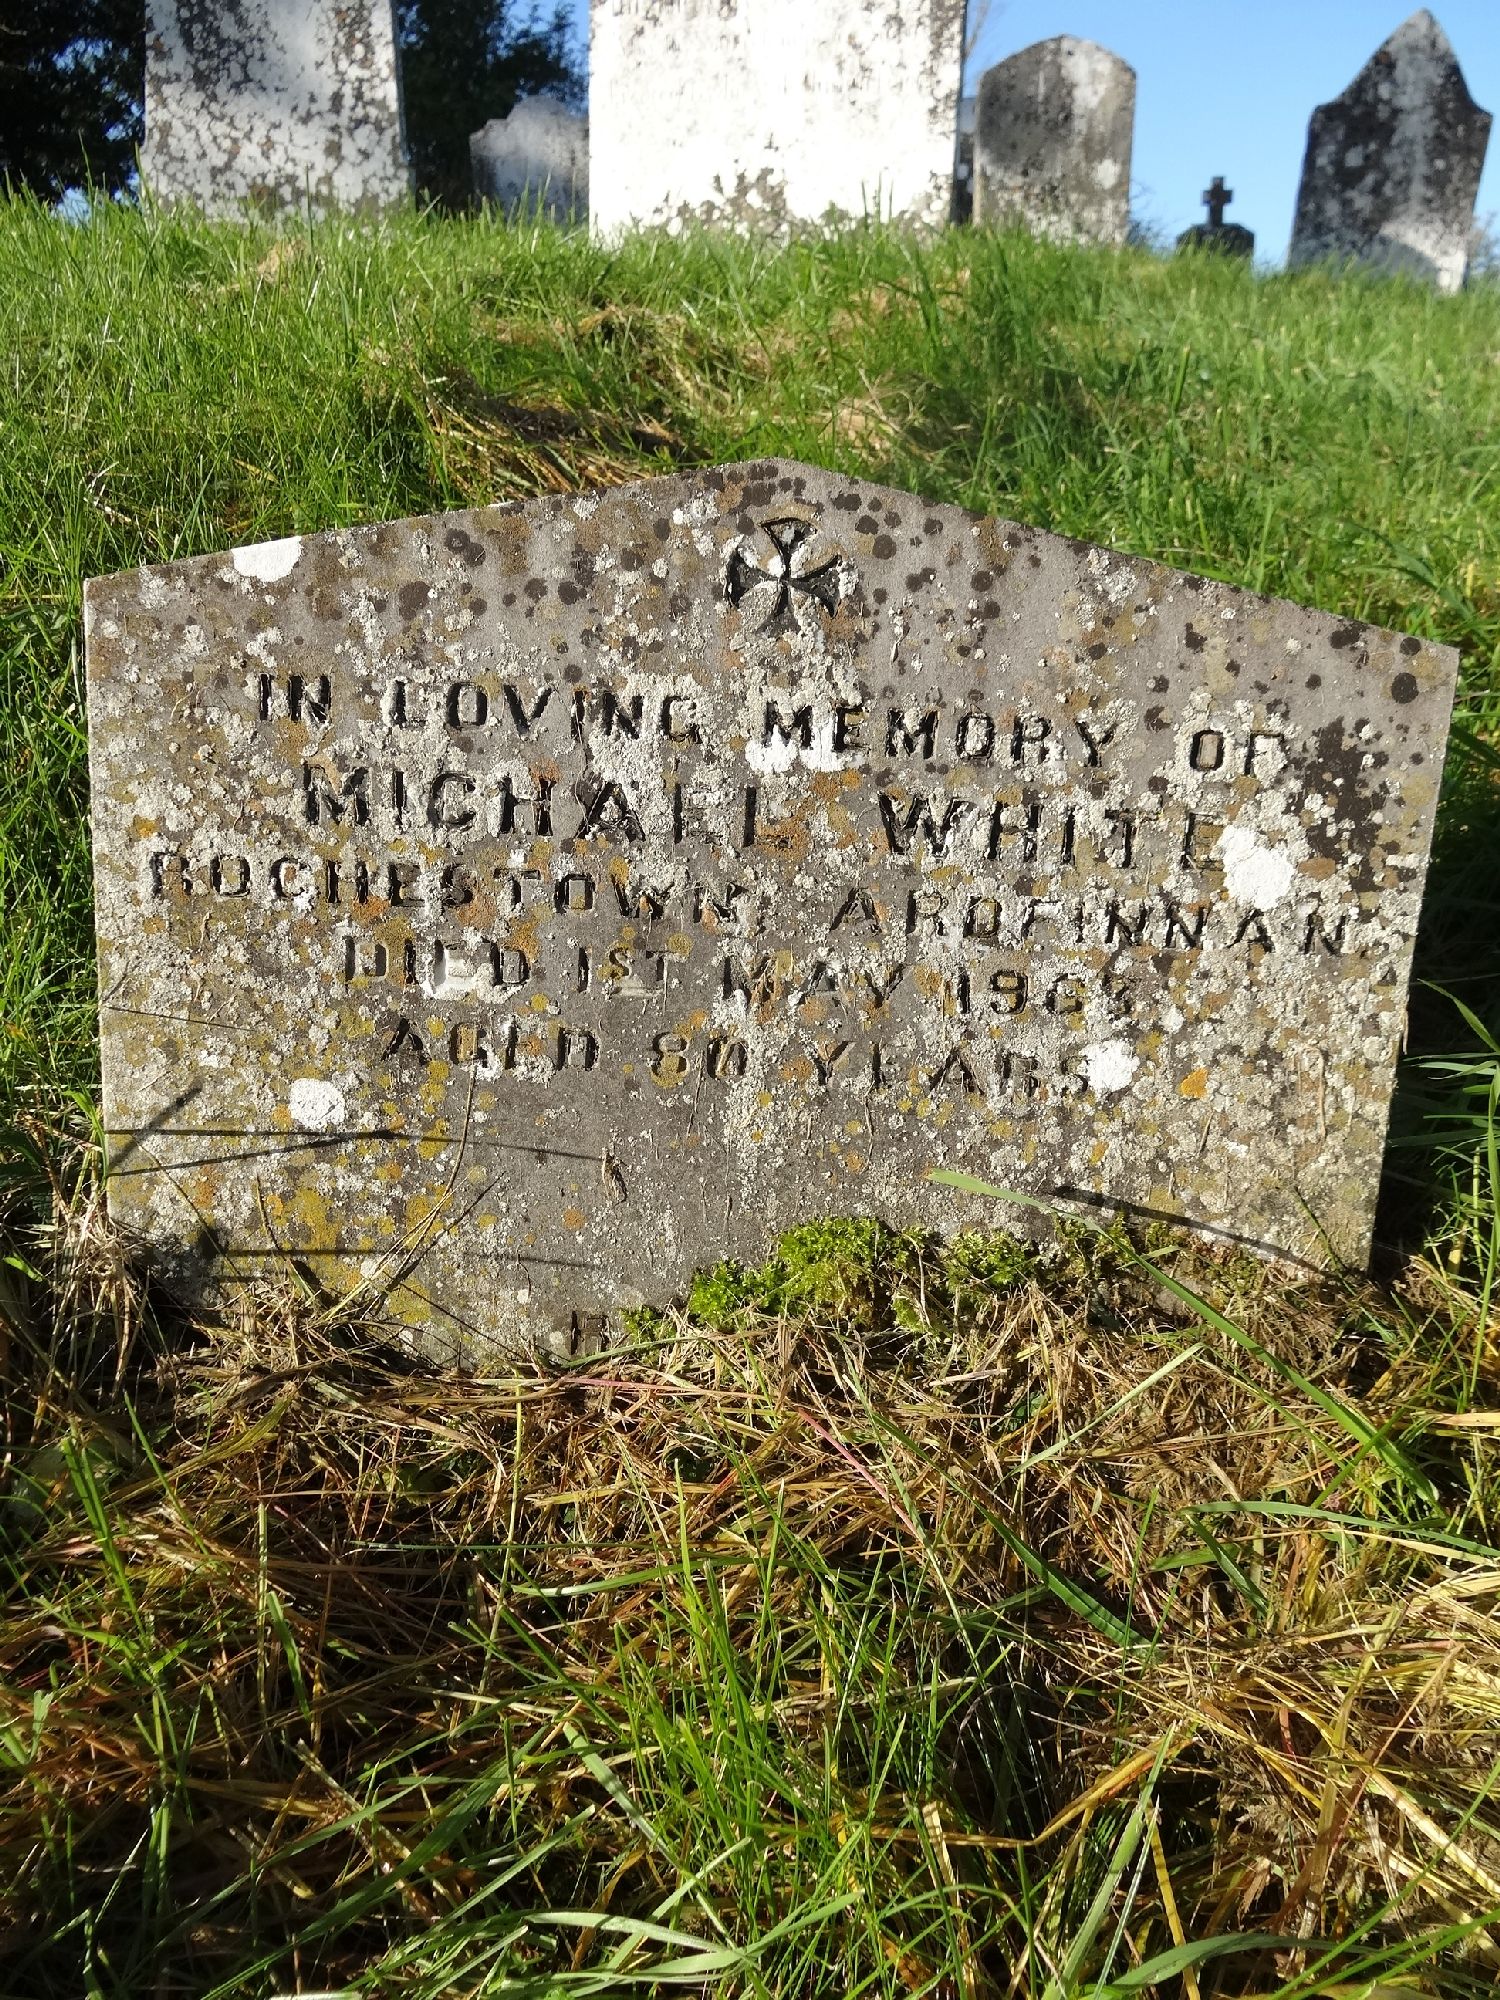 IN LOVING MEMORY OF
MICHAEL WHITE
ROCHESTOWN, ARDFINNAN
DIED 1ST MAY
AGED 80 YEARS